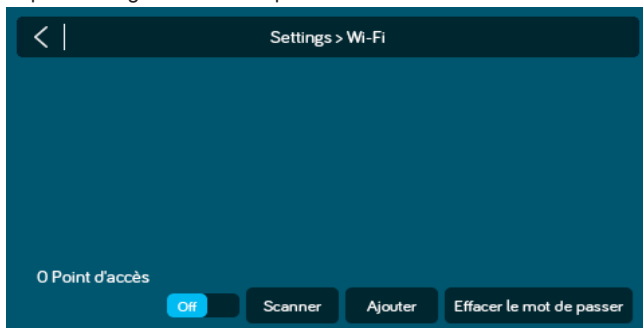 Settings > Wi-Fi
0 Point d'accès
Off Scanner Ajouter Effacer le mot de passer